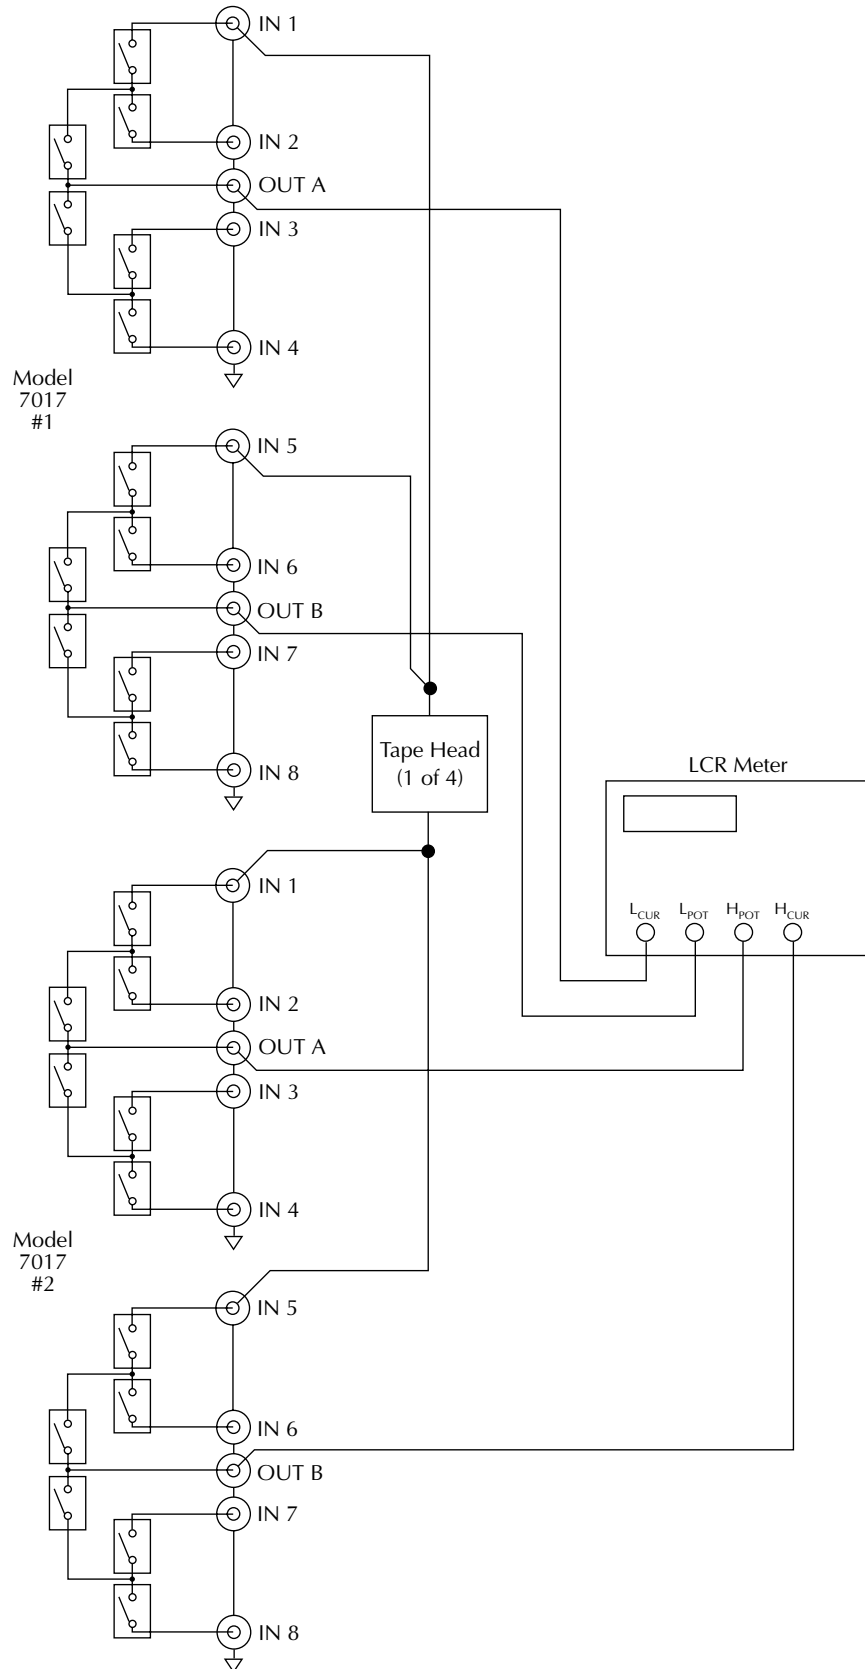 IN 1
IN 2
OUT A
IN 3
IN 4
Model
7017
#1
IN 5
IN 6
OUT B
IN 7
IN 8
Tape Head
(1 of 4)
LCR Meter
LCUR LPOT HPOT HCUR
IN 1
IN 2
OUT A
IN 3
IN 4
Model
7017
#2
IN 5
IN 6
OUT B
IN 7
IN 8